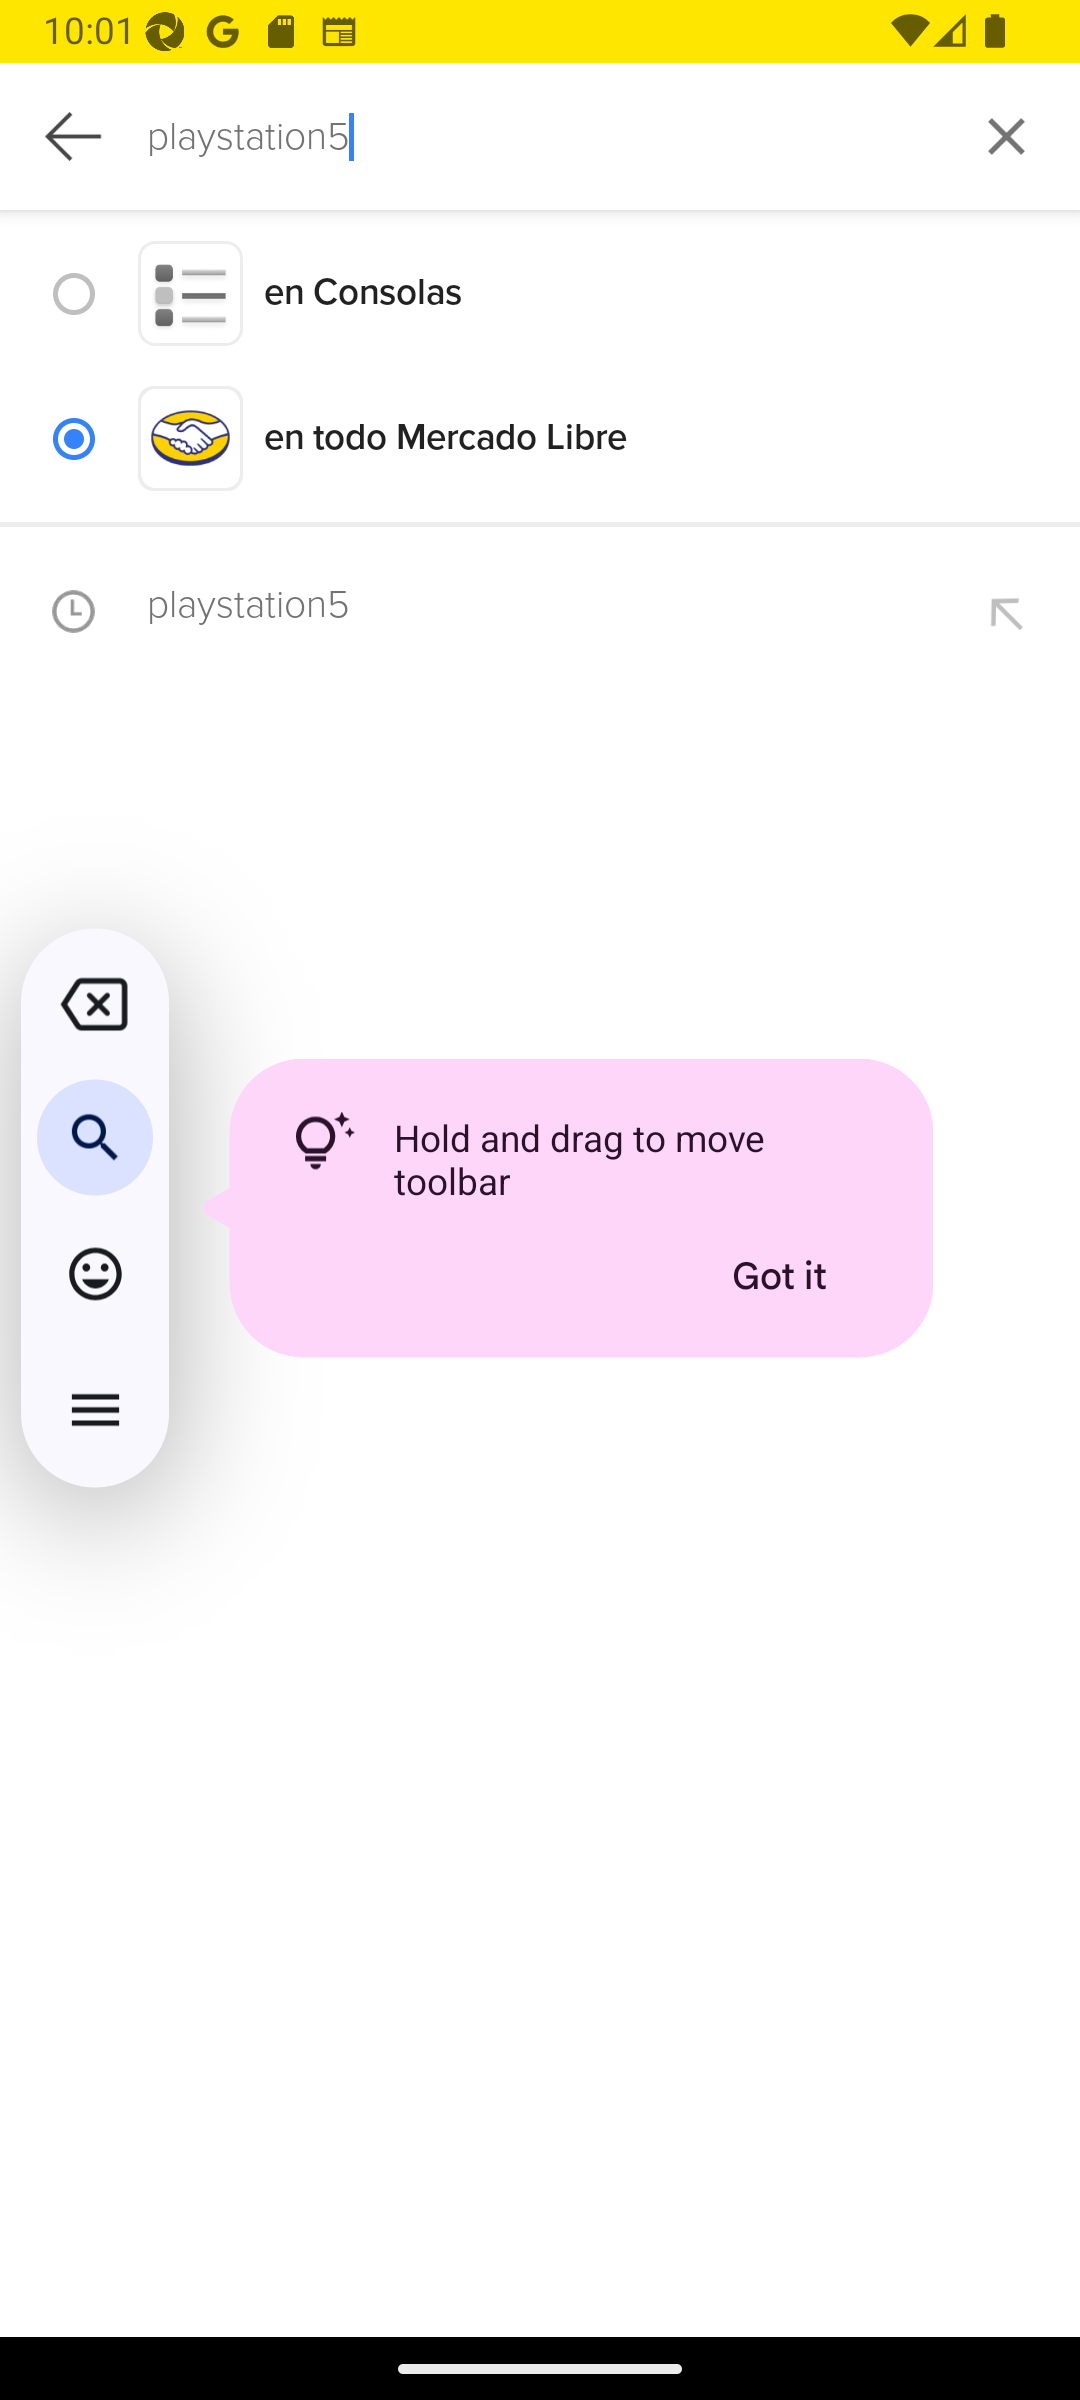 10:01
playstation5
en Consolas
en todo Mercado Libre
playstation5
Hold and drag to move
toolbar
Got it